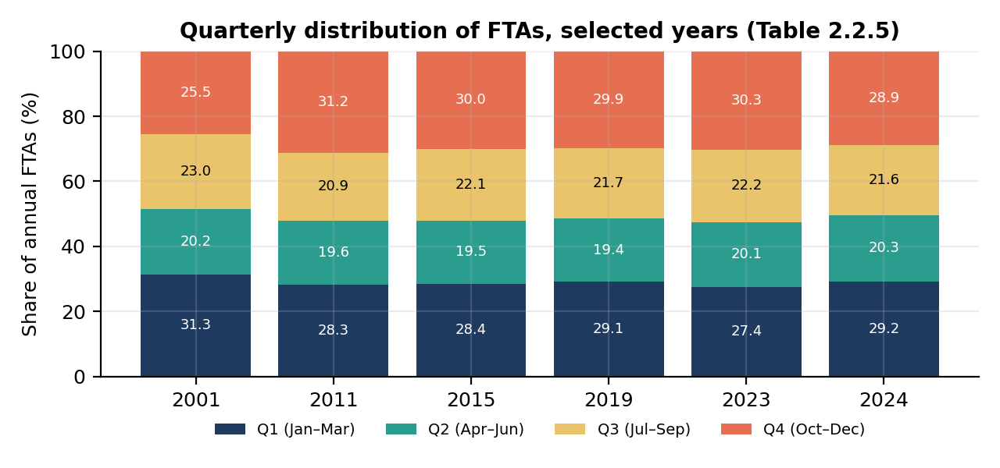 Quarterly distribution of FTAs, selected years (Table 2.2.5)
Share of annual FTAs (%)
100
80
60
40
20
0
25.5 31.2 30.0 29.9 30.3 28.9
23.0 20.9 22.1 21.7 22.2 21.6
20.2 19.6 19.5 19.4 20.1 20.3
31.3 28.3 28.4 29.1 27.4 29.2
2001 2011 2015 2019 2023 2024
Q1 (Jan–Mar) Q2 (Apr–Jun) Q3 (Jul–Sep) Q4 (Oct–Dec)